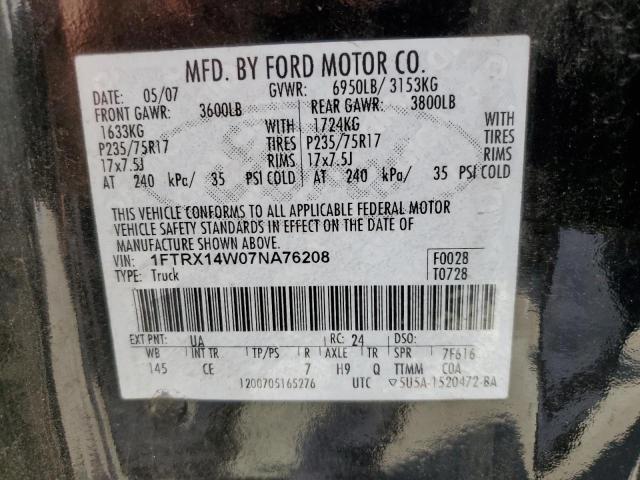 MFD. BY FORD MOTOR CO.
DATE: 05/07 GVWR: 6950LB/ 3153KG
FRONT GAWR: 3600LB REAR GAWR: 3800LB
1633KG WITH 1724KG WITH
P235/75R17 TIRES P235/75R17 TIRES
17x7.5J RIMS 17x7.5J RIMS
AT 240 kPa/ 35 PSI COLD AT 240 kPa/ 35 PSI COLD
THIS VEHICLE CONFORMS TO ALL APPLICABLE FEDERAL MOTOR
VEHICLE SAFETY STANDARDS IN EFFECT ON THE DATE OF
MANUFACTURE SHOWN ABOVE.
VIN: 1FTRX14W07NA76208 F0028
TYPE: Truck T0728
EXT PNT: UA RC: 24 DSO:
WB INT TR TP/PS R AXLE TR SPR 7F616
145 CE 7 H9 Q TTMM COA
1200705165276 UTC ▽5U5A-1520472-BA